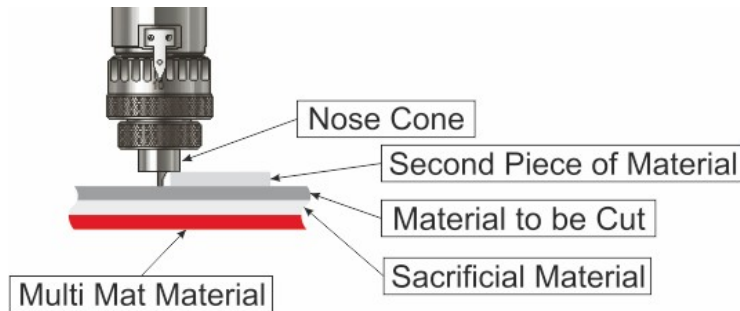 Nose Cone
Second Piece of Material
Material to be Cut
Sacrificial Material
Multi Mat Material